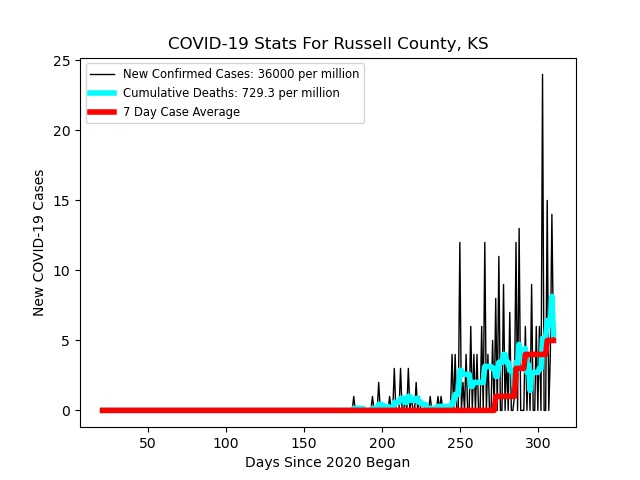 COVID-19 Stats For Russell County, KS
New Confirmed Cases: 36000 per million
Cumulative Deaths: 729.3 per million
7 Day Case Average
New COVID-19 Cases
25
20
15
10
5
0
50 100 150 200 250 300
Days Since 2020 Began